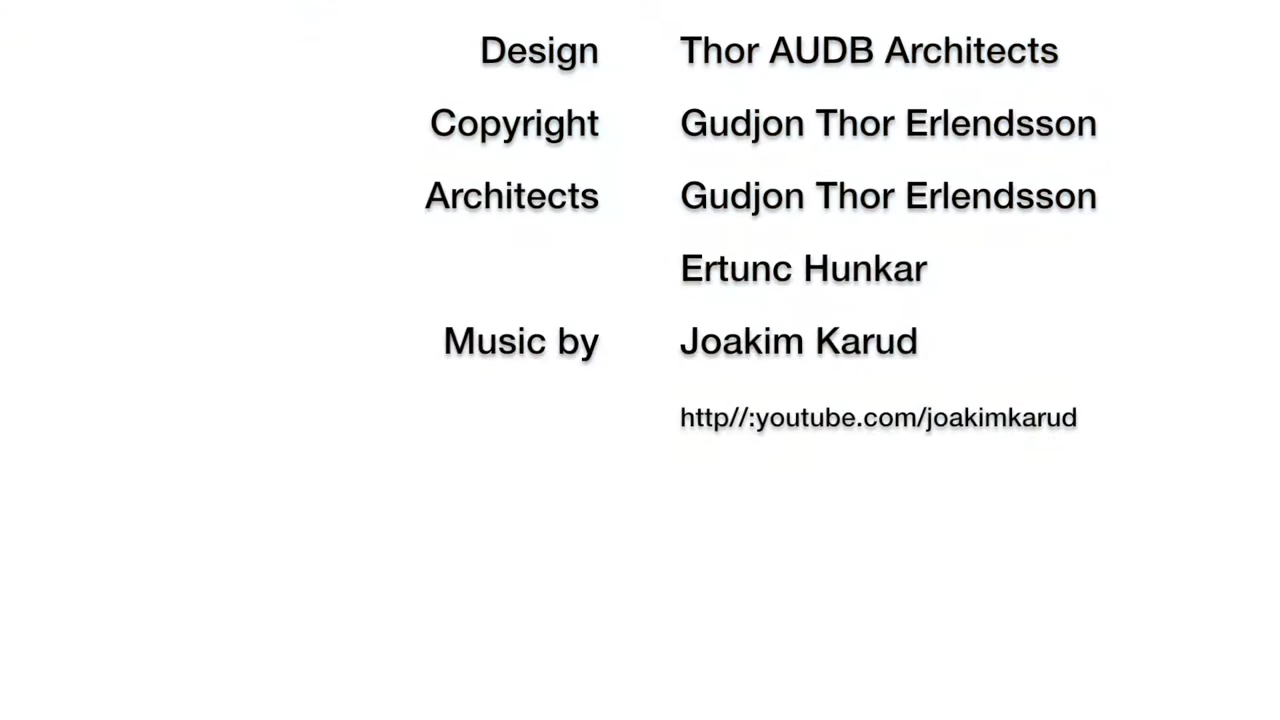 Design Thor AUDB Architects
Copyright Gudjon Thor Erlendsson
Architects Gudjon Thor Erlendsson
Ertunc Hunkar
Music by Joakim Karud
http//:youtube.com/joakimkarud